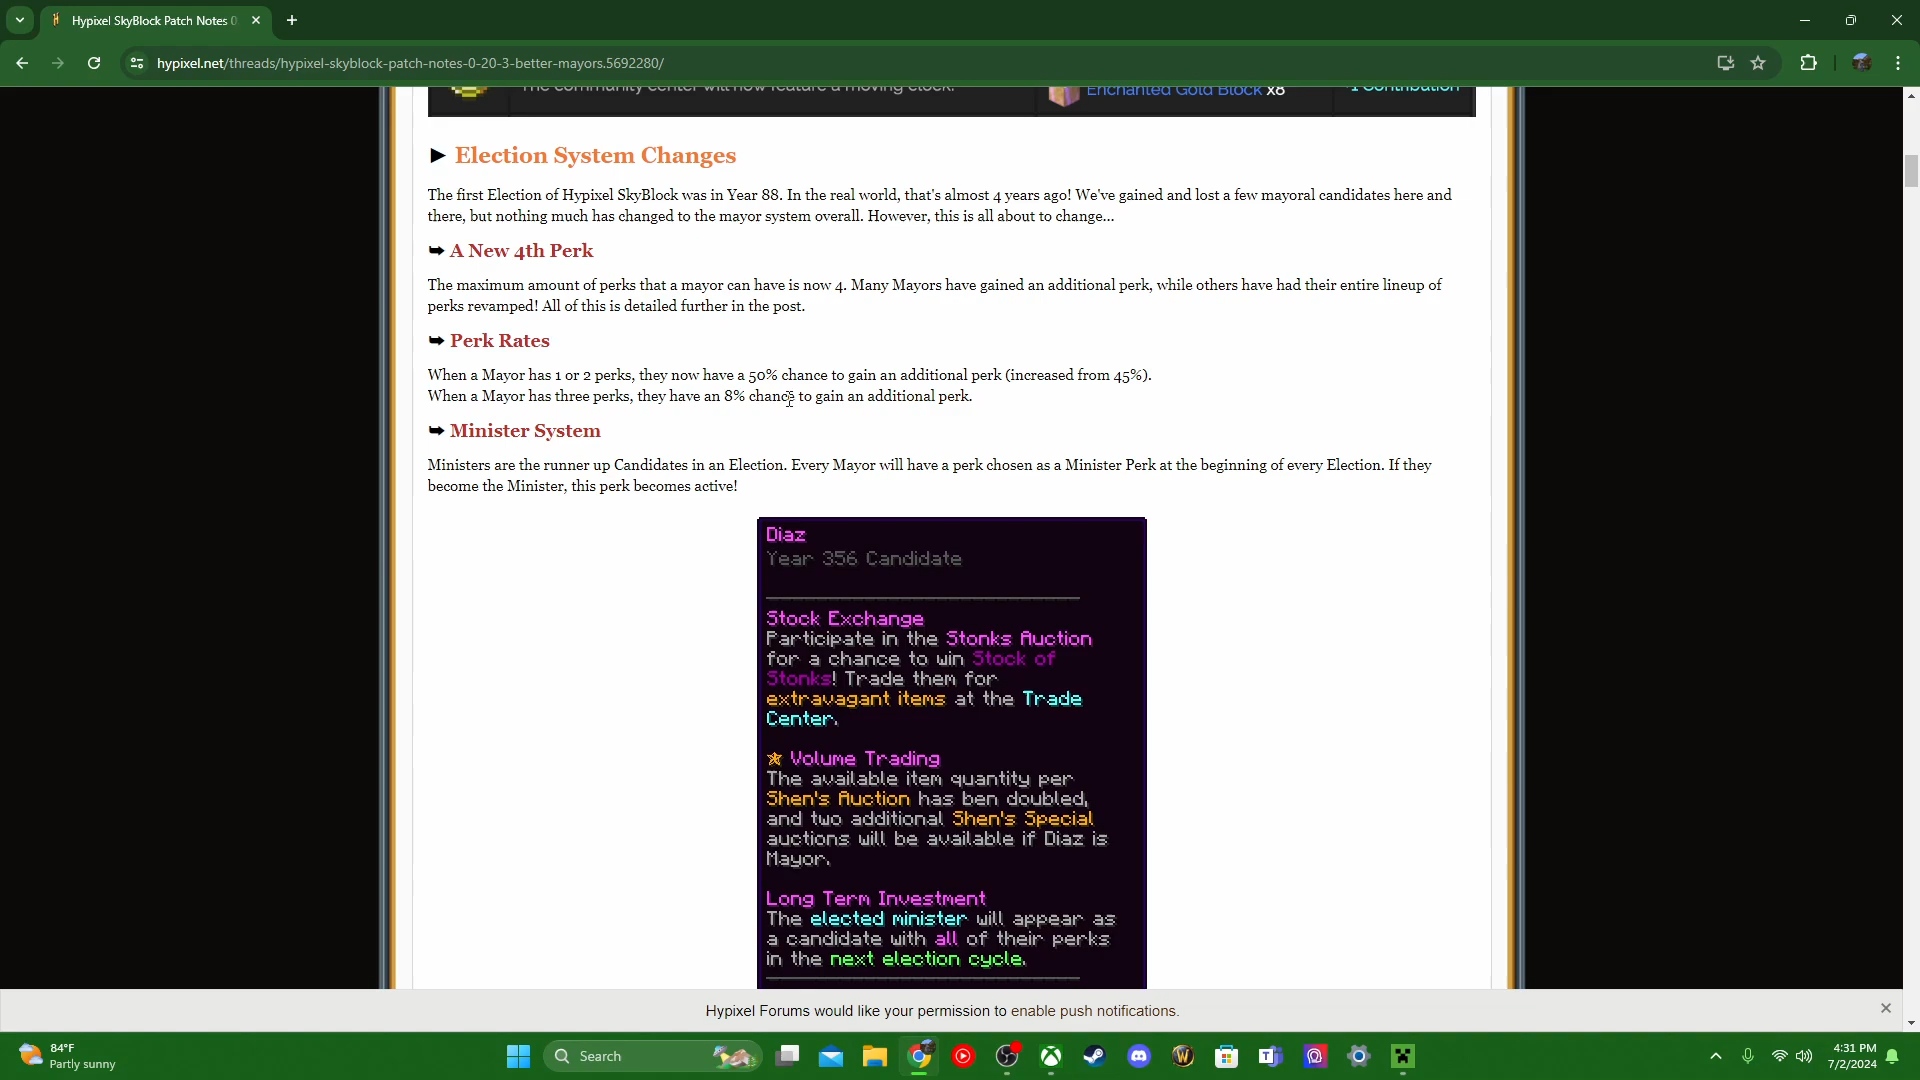 Hypixel SkyBlock Patch Notes 0
hypixel.net/threads/hypixel-skyblock-patch-notes-0-20-3-better-mayors.5692280/
The community center will now feature a moving clock.
Enchanted Gold Block x8
+1 Contribution
► Election System Changes
The first Election of Hypixel SkyBlock was in Year 88. In the real world, that's almost 4 years ago! We've gained and lost a few mayoral candidates here and
there, but nothing much has changed to the mayor system overall. However, this is all about to change...
➥ A New 4th Perk
The maximum amount of perks that a mayor can have is now 4. Many Mayors have gained an additional perk, while others have had their entire lineup of
perks revamped! All of this is detailed further in the post.
➥ Perk Rates
When a Mayor has 1 or 2 perks, they now have a 50% chance to gain an additional perk (increased from 45%).
When a Mayor has three perks, they have an 8% chance to gain an additional perk.
➥ Minister System
Ministers are the runner up Candidates in an Election. Every Mayor will have a perk chosen as a Minister Perk at the beginning of every Election. If they
become the Minister, this perk becomes active!
Diaz
Year 356 Candidate
Stock Exchange
Participate in the Stonks Auction
for a chance to win Stock of
Stonks! Trade them for
extravagant items at the Trade
Center.
✯ Volume Trading
The available item quantity per
Shen's Auction has ben doubled,
and two additional Shen's Special
auctions will be available if Diaz is
Mayor.
Long Term Investment
The elected minister will appear as
a candidate with all of their perks
in the next election cycle.
Hypixel Forums would like your permission to enable push notifications.
84°F
Partly sunny
Search
4:31 PM
7/2/2024